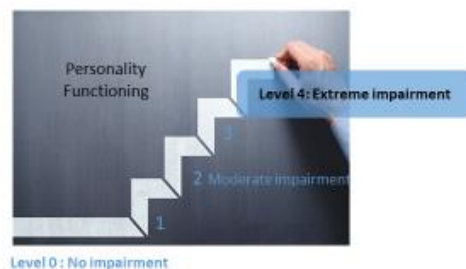 Personality
Functioning
Level 4: Extreme impairment
3
2 Moderate impairment
1
Level 0 : No impairment